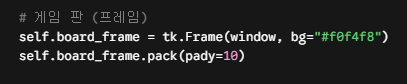 # 게임 판 (프레임)
self.board_frame = tk.Frame(window, bg="#f0f4f8")
self.board_frame.pack(pady=10)